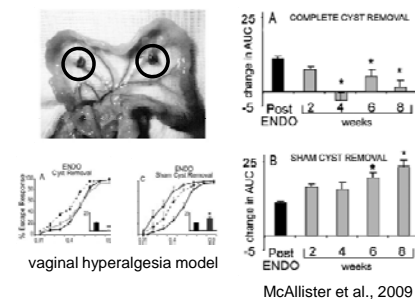 A COMPLETE CYST REMOVAL
25
change in AUC
-5
Post
ENDO
2 4 6 8
weeks
* * *
ENDO
Cyst Removal
A
% Escape Response
ENDO
Sham Cyst Removal
C
vaginal hyperalgesia model
B SHAM CYST REMOVAL
25
change in AUC
-5
Post
ENDO
2 4 6 8
weeks
* *
McAllister et al., 2009